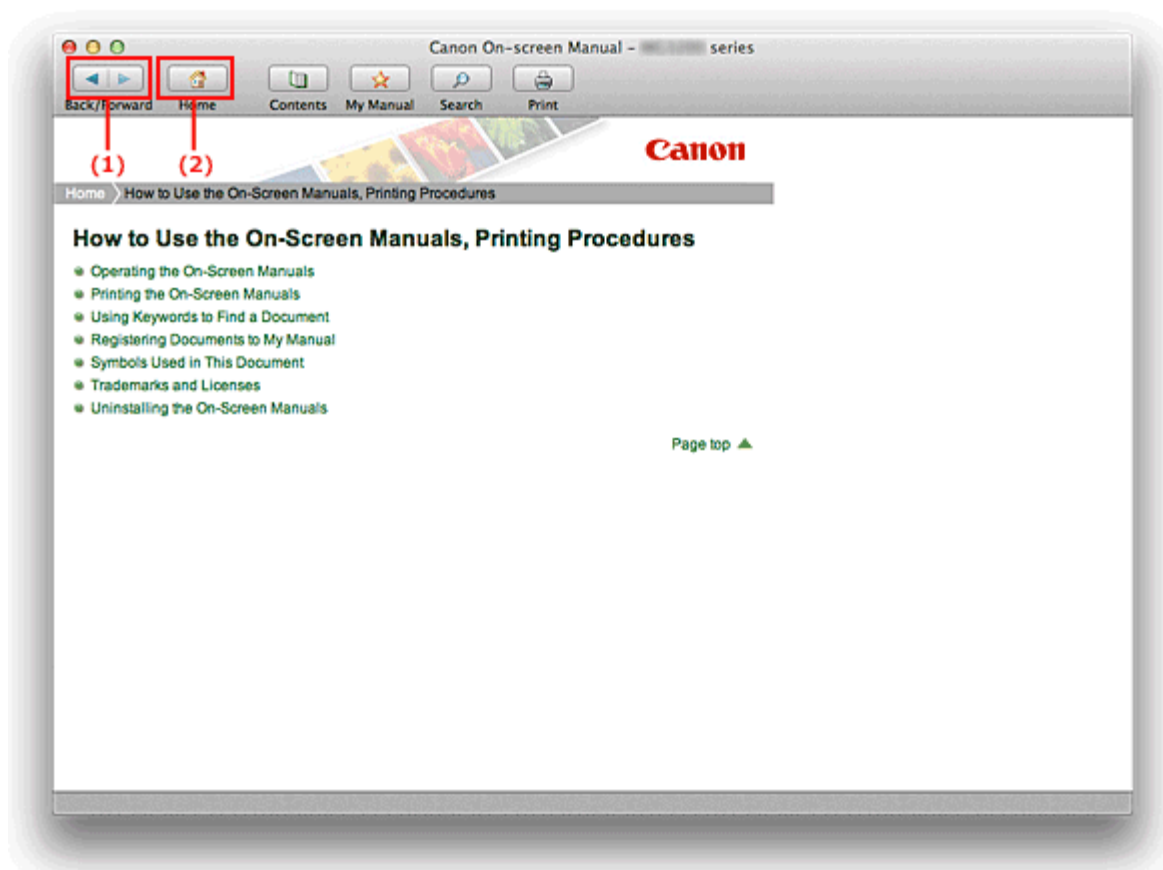 Canon On-screen Manual – series
Back/Forward Home Contents My Manual Search Print
(1) (2)
Canon
Home How to Use the On-Screen Manuals, Printing Procedures
How to Use the On-Screen Manuals, Printing Procedures
Operating the On-Screen Manuals
Printing the On-Screen Manuals
Using Keywords to Find a Document
Registering Documents to My Manual
Symbols Used in This Document
Trademarks and Licenses
Uninstalling the On-Screen Manuals
Page top